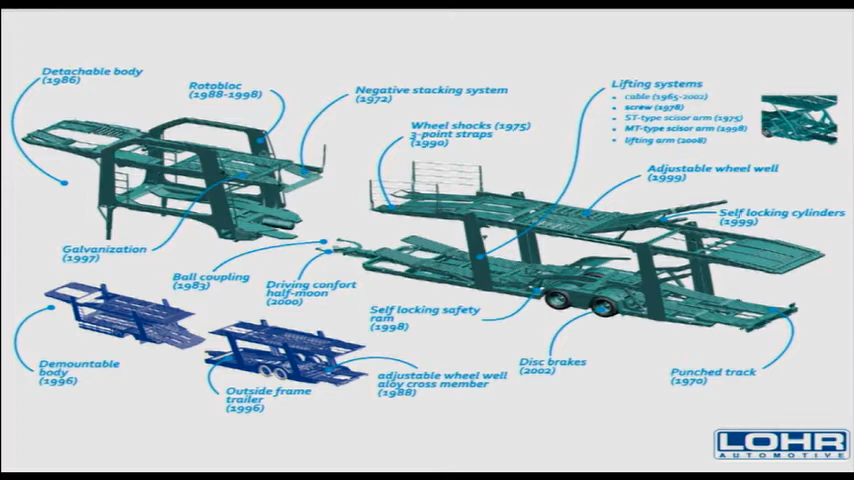 Detachable body
(1986)
Rotobloc
(1988-1998)
Negative stacking system
(1972)
Wheel shocks (1975)
3-point straps
(1990)
Lifting systems
cable (1965-2002)
screw (1978)
ST-type scisor arm (1975)
MT-type scisor arm (1998)
lifting arm (2008)
Adjustable wheel well
(1999)
Self locking cylinders
(1999)
Galvanization
(1997)
Ball coupling
(1983)
Driving confort
half-moon
(2000)
Self locking safety
ram
(1998)
Disc brakes
(2002)
Punched track
(1970)
Demountable
body
(1996)
Outside frame
trailer
(1996)
adjustable wheel well
aloy cross member
(1988)
LOHR
AUTOMOTIVE